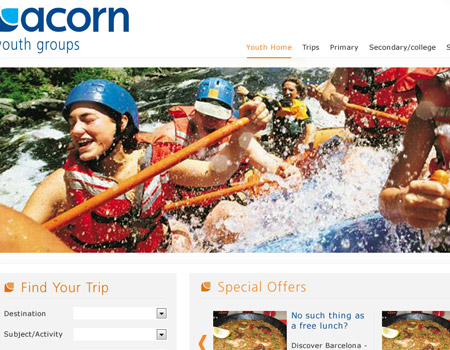 acorn
youth groups
Youth Home Trips Primary Secondary/college S
Find Your Trip
Destination
Subject/Activity
Special Offers
No such thing as
a free lunch?
Discover Barcelona -